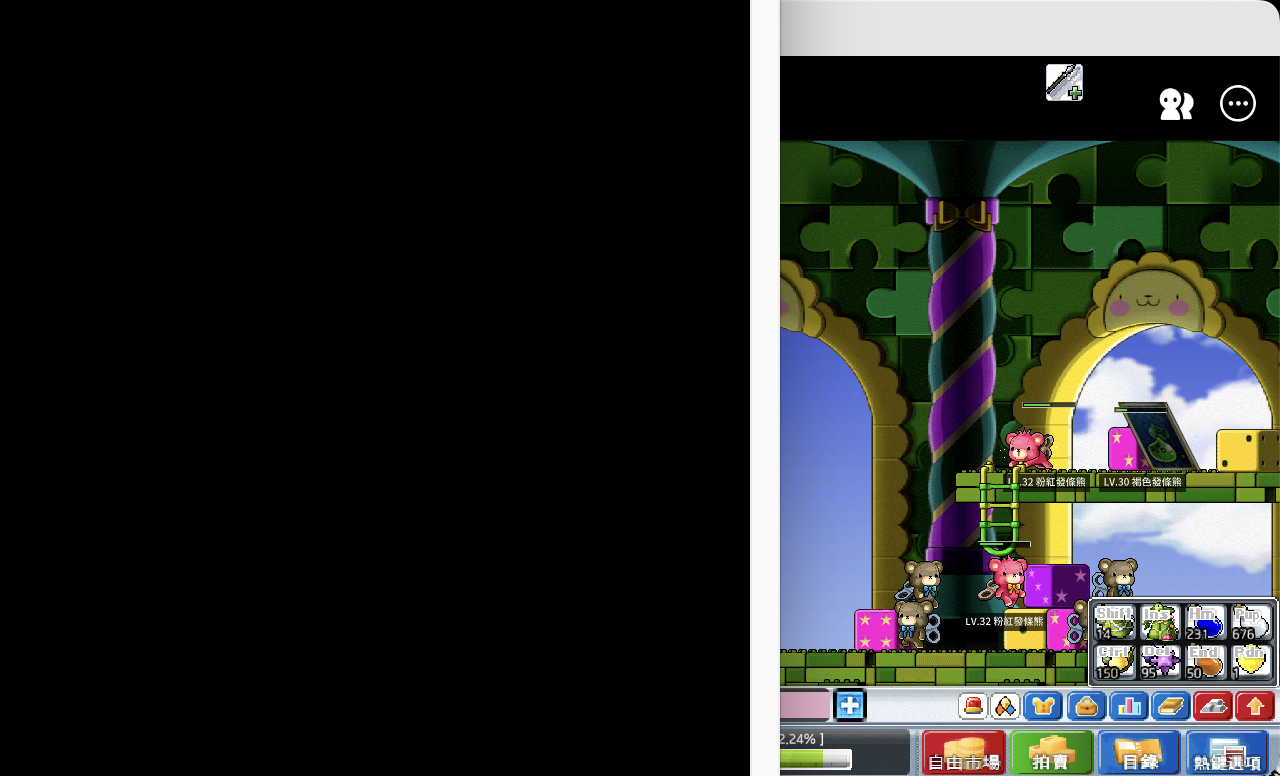 .32 粉紅發條熊
LV.30 褐色發條熊
LV.32 粉紅發條熊
Shift Ins Hm Pup
14 231 676
Ctrl Del End Pdn
150 95 50 1
2.24% ]
自由市場 拍賣 目錄 熱鍵選項